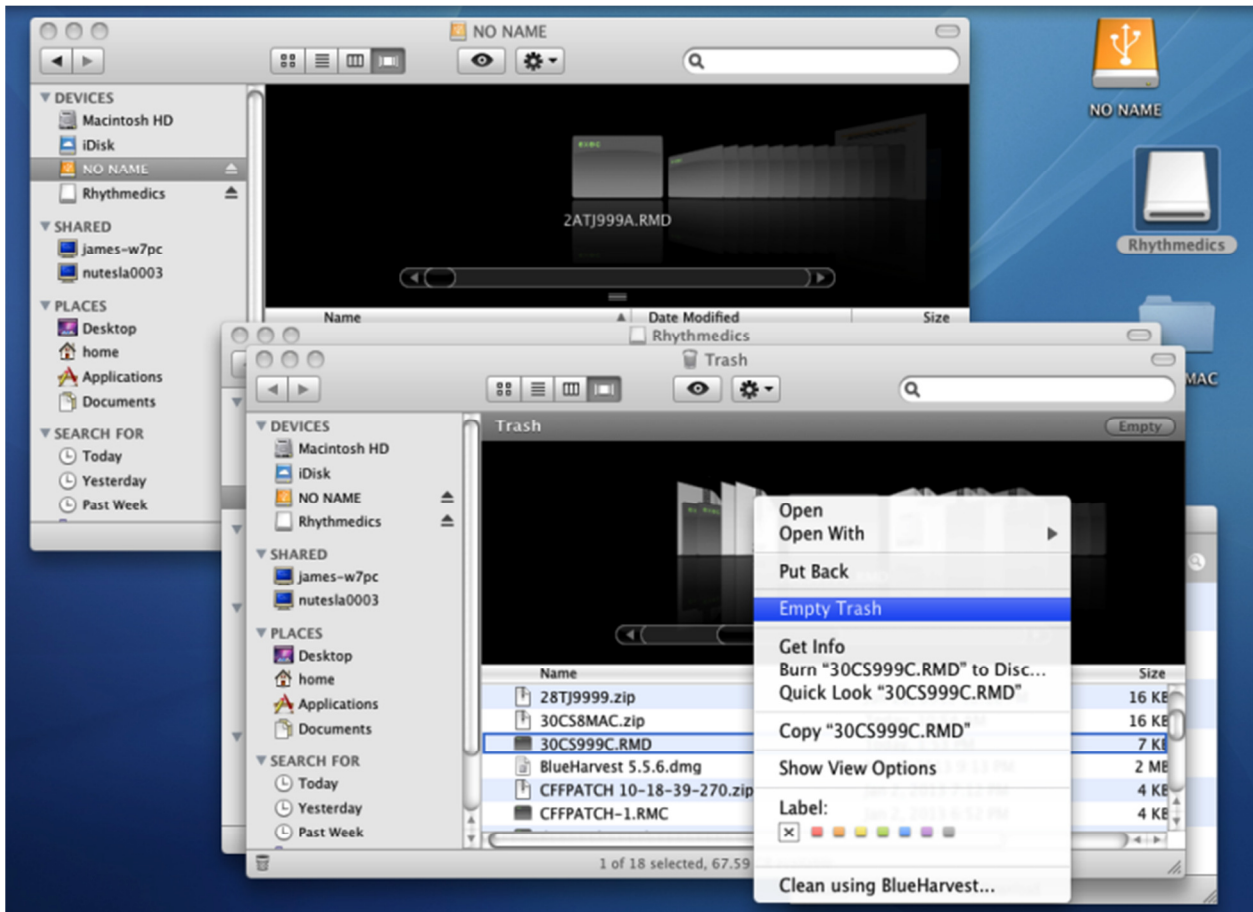 NO NAME
DEVICES
Macintosh HD
iDisk
NO NAME
Rhythmedics
SHARED
james-w7pc
nutesla0003
PLACES
Desktop
home
Applications
Documents
SEARCH FOR
Today
Yesterday
Past Week
2ATJ999A.RMD
Name Date Modified Size
NO NAME
Rhythmedics
MAC
Rhythmedics
Trash
Trash Empty
DEVICES
Macintosh HD
iDisk
NO NAME
Rhythmedics
SHARED
james-w7pc
nutesla0003
PLACES
Desktop
home
Applications
Documents
SEARCH FOR
Today
Yesterday
Past Week
Name Size
28TJ9999.zip 16 KB
30CS8MAC.zip 16 KB
30CS999C.RMD 7 KB
BlueHarvest 5.5.6.dmg 2 MB
CFFPATCH 10-18-39-270.zip 4 KB
CFFPATCH-1.RMC 4 KB
1 of 18 selected, 67.59
Open
Open With
Put Back
Empty Trash
Get Info
Burn “30CS999C.RMD” to Disc...
Quick Look “30CS999C.RMD”
Copy “30CS999C.RMD”
Show View Options
Label:
Clean using BlueHarvest...